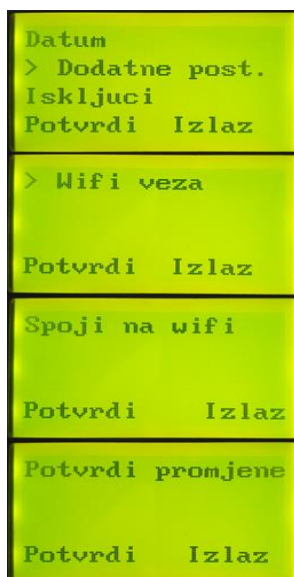 Datum
> Dodatne post.
Iskljuci
Potvrdi Izlaz
> Wifi veza
Potvrdi Izlaz
Spoji na wifi
Potvrdi Izlaz
Potvrdi promjene
Potvrdi Izlaz